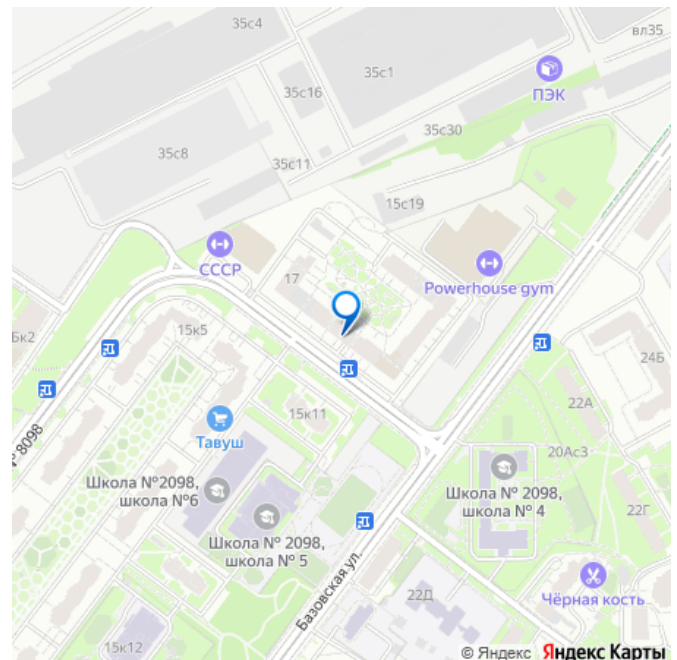 35с4
вл35
35с1
ПЭК
35с16
35с30
35с8
35с11
15с19
СССР
17
Powerhouse gym
15к5
24Б
22А
15к11
Тавуш
20Ас3
№ 8098
Школа №2098,
школа №6
Школа № 2098,
школа № 4
22Г
Школа № 2098,
школа № 5
Базовская ул.
22Д
Чёрная кость
15к12
© Яндекс Яндекс Карты